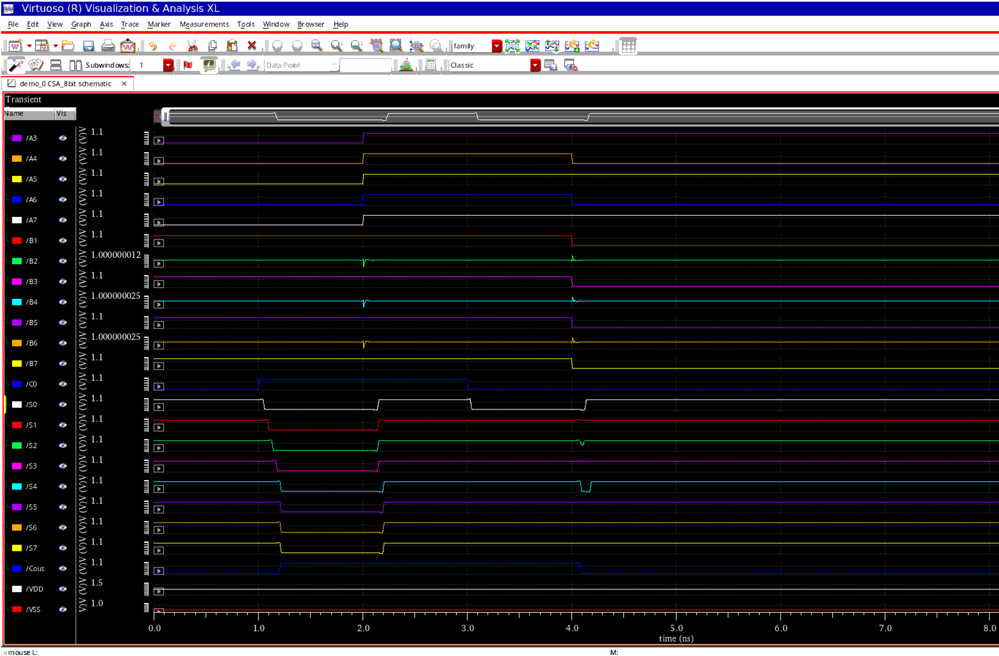 Virtuoso (R) Visualization & Analysis XL
File Edit View Graph Axis Trace Marker Measurements Tools Window Browser Help
family
Subwindows: 1 Data Point Classic
demo_0 CSA_8bit schematic
Transient
Name Vis
/A3 1.1
/A4 1.1
/A5 1.1
/A6 1.1
/A7 1.1
/B1 1.1
/B2 1.000000012
/B3 1.1
/B4 1.000000025
/B5 1.1
/B6 1.000000025
/B7 1.1
/C0 1.1
/S0 1.1
/S1 1.1
/S2 1.1
/S3 1.1
/S4 1.1
/S5 1.1
/S6 1.1
/S7 1.1
/Cout 1.1
/VDD 1.5
/VSS 1.0
0.0 1.0 2.0 3.0 4.0 5.0 6.0 7.0 8.0
time (ns)
mouse L: M: